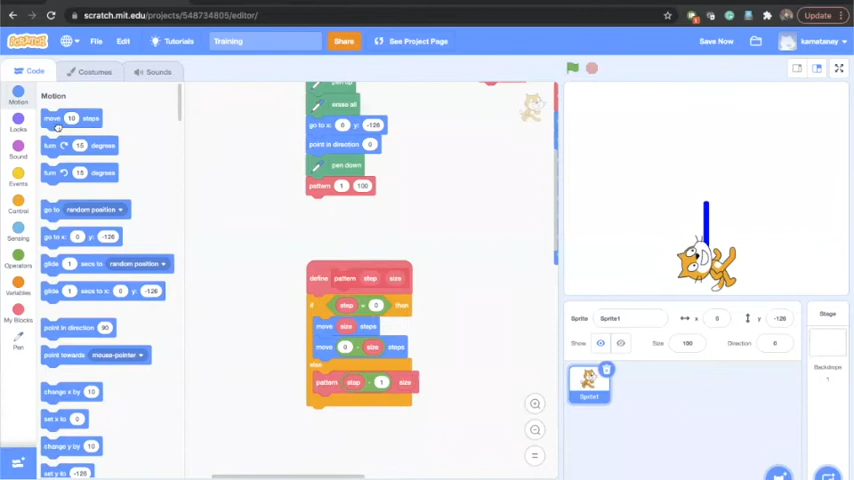 scratch.mit.edu/projects/548734805/editor/
Update
SCRATCH File Edit Tutorials Training Share See Project Page Save Now kamatanay
Code Costumes Sounds
Motion
Looks
Sound
Events
Control
Sensing
Operators
Variables
My Blocks
Pen
Motion
move 10 steps
turn 15 degrees
turn 15 degrees
go to random position
go to x: 0 y: -126
glide 1 secs to random position
glide 1 secs to x: 0 y: -126
point in direction 90
point towards mouse-pointer
change x by 10
set x to 0
change y by 10
set y to -126
pen up
erase all
go to x: 0 y: -126
point in direction 0
pen down
pattern 1 100
define pattern step size
if step = 0 then
move size steps
move 0 - size steps
else
pattern step - 1 size
Sprite Sprite1 x 0 y -126
Show Size 100 Direction 0
Sprite1
Stage
Backdrops
1